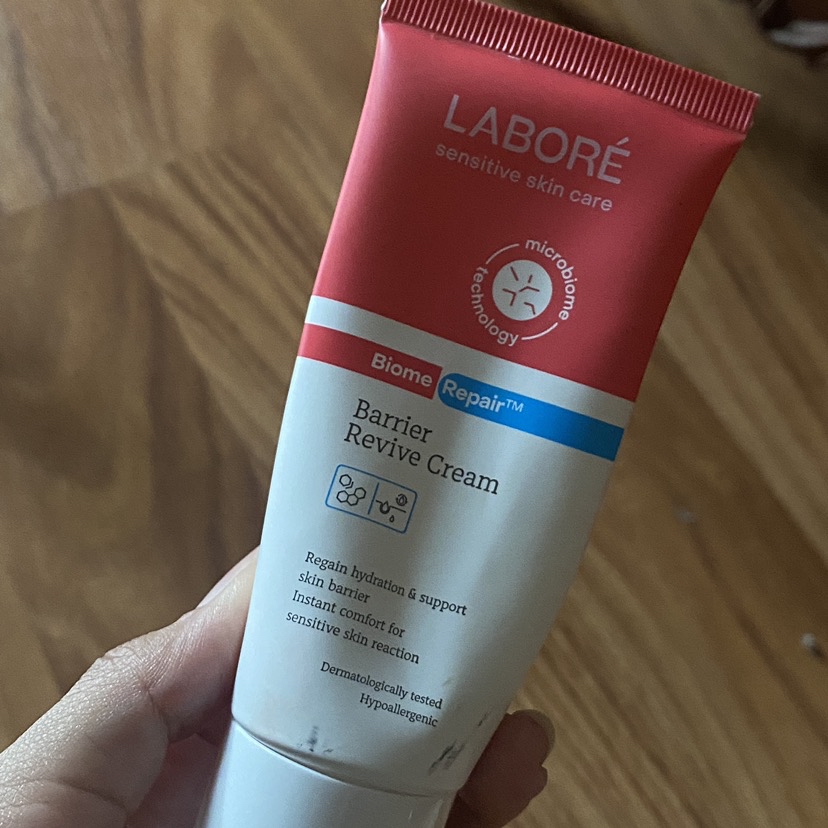 LABORÉ
sensitive skin care
microbiome
technology
Biome Repair™
Barrier
Revive Cream
Regain hydration & support
skin barrier
Instant comfort for
sensitive skin reaction
Dermatologically tested
Hypoallergenic